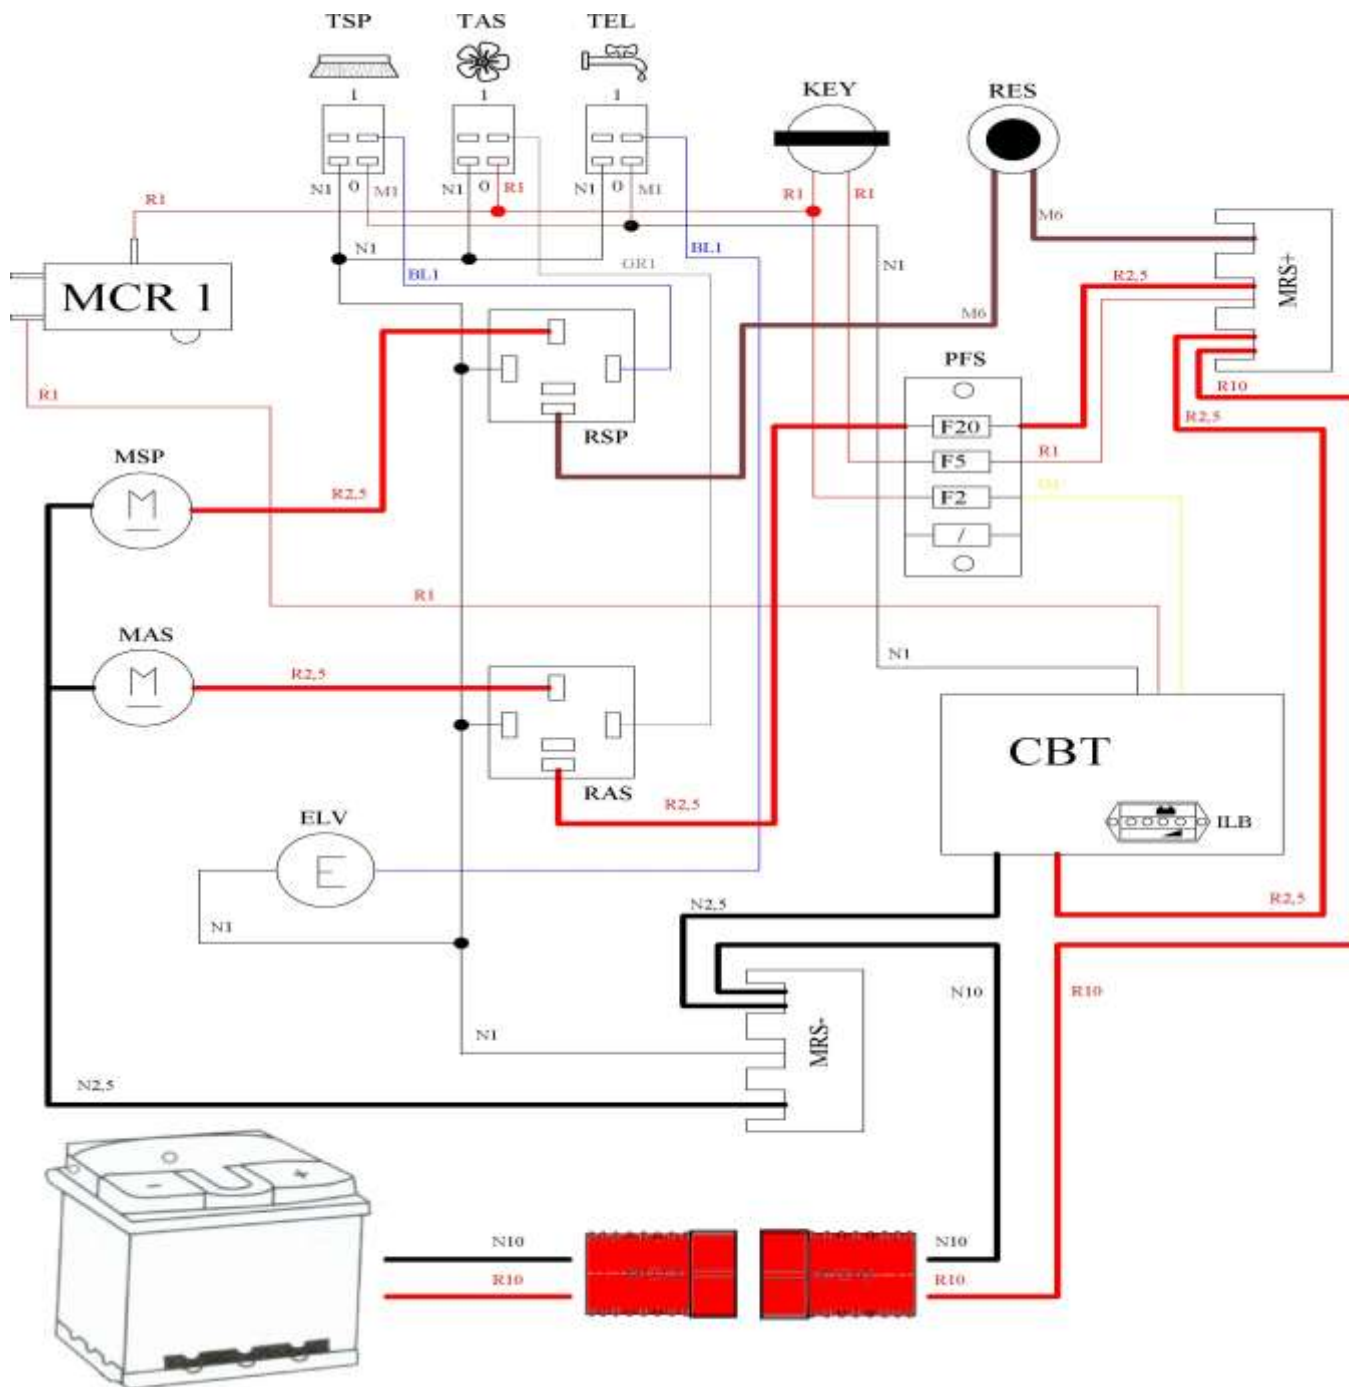 TSP TAS TEL
1 1 1
KEY RES
N1 0 M1 N1 0 R1 N1 0 M1 R1 R1
R1
M6
N1 BL1 GR1 BL1 N1
R2,5
MRS+
MCR 1
M6
PFS
R1
R10
R2,5
F20
RSP
MSP
F5 R1
R2,5
F2
M
/
R1
MAS
N1
R2,5
M
CBT
RAS
R2,5
ELV
ILB
E
N2,5 R2,5
N1
N10 R10
N1
MRS-
N2,5
- +
N10 N10
R10 R10